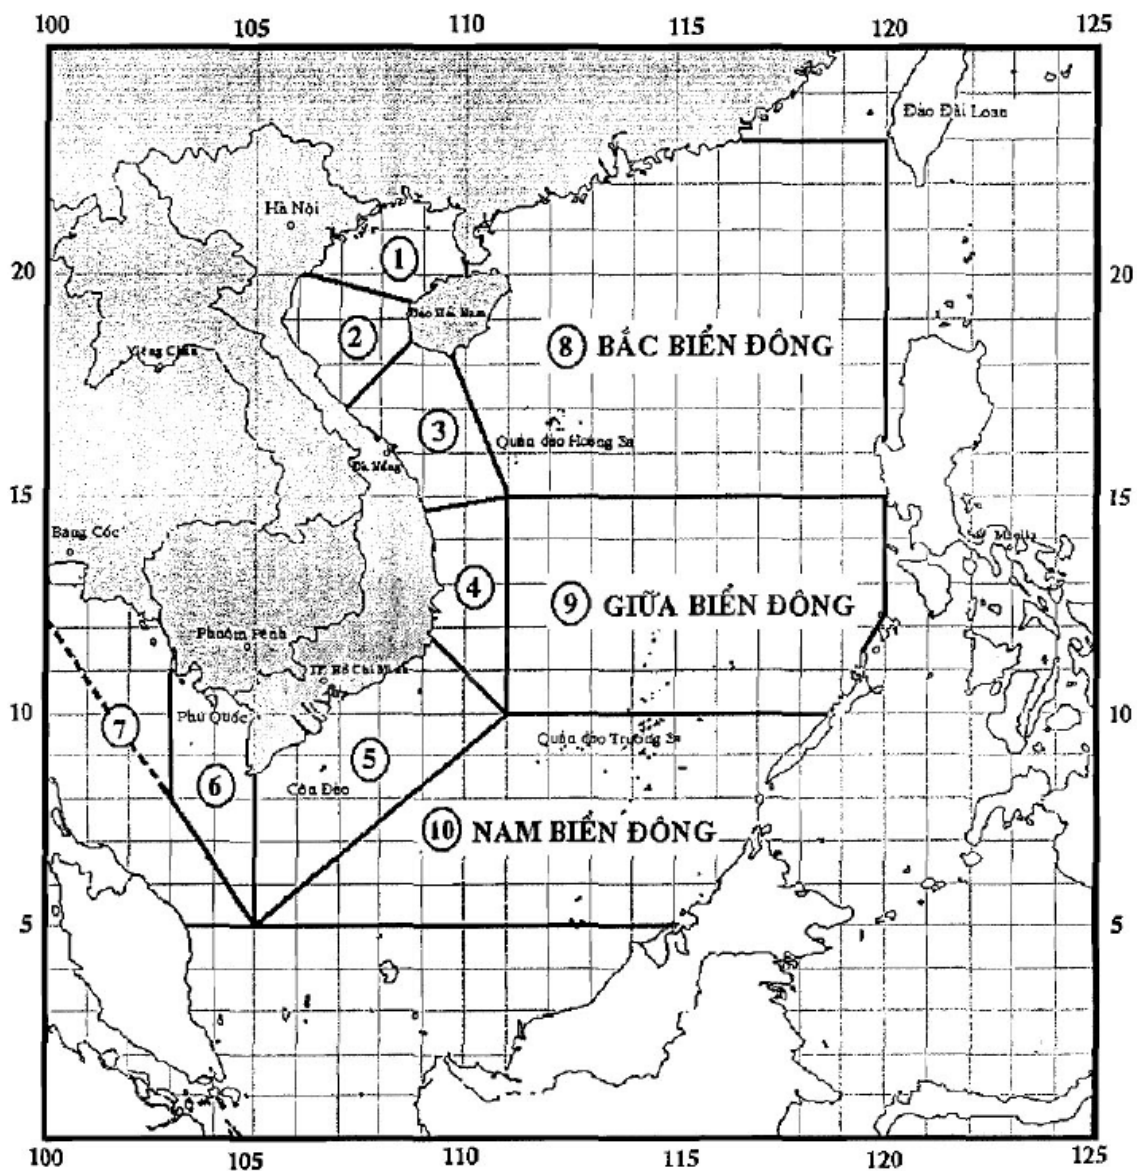 100 105 110 115 120 125
Đảo Đài Loan
Hà Nội
1
20 20
Đảo Hải Nam
2
8 BẮC BIỂN ĐÔNG
Viêng Chăn
3
Quần đảo Hoàng Sa
Đà Nẵng
15 15
Băng Cốc
Manila
4
9 GIỮA BIỂN ĐÔNG
Phnôm Pênh
TP. Hồ Chí Minh
10 10
7
Phú Quốc
Quần đảo Trường Sa
5
6
Côn Đảo
10 NAM BIỂN ĐÔNG
5 5
100 105 110 115 120 125